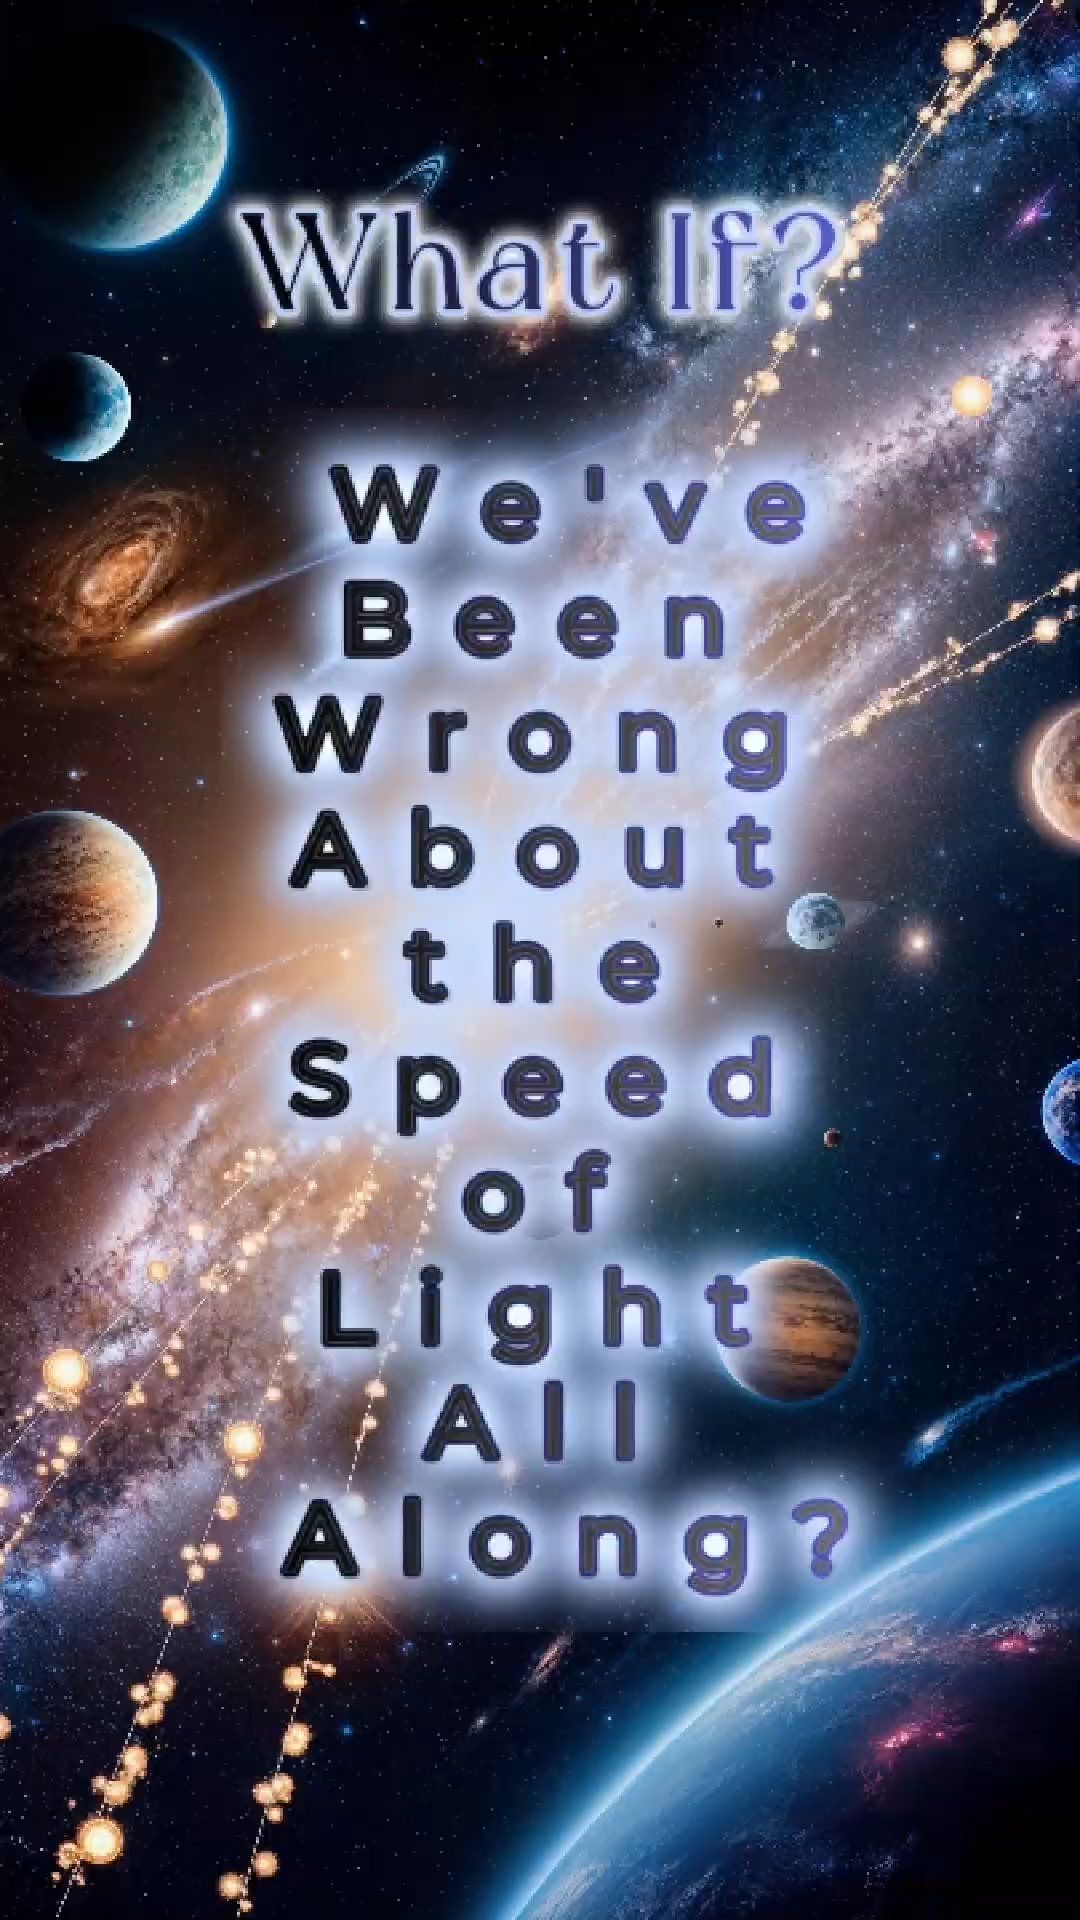 What If?
We've
Been
Wrong
About
the
Speed
of
Light
All
Along?